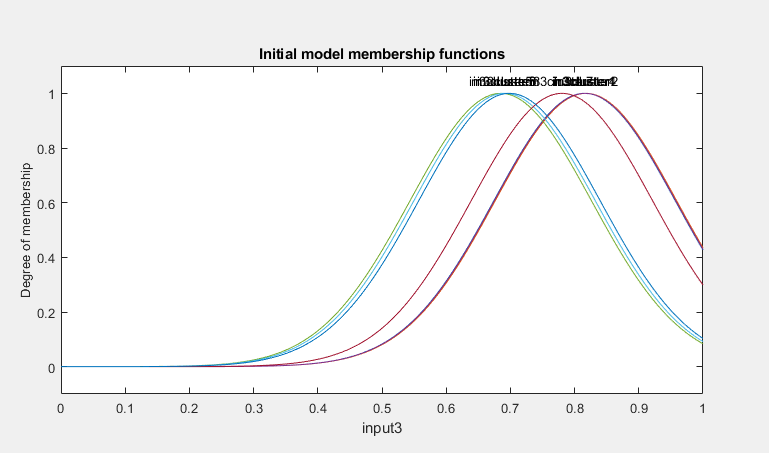 Initial model membership functions
1
0.8
0.6
0.4
0.2
0
Degree of membership
0 0.1 0.2 0.3 0.4 0.5 0.6 0.7 0.8 0.9 1
input3